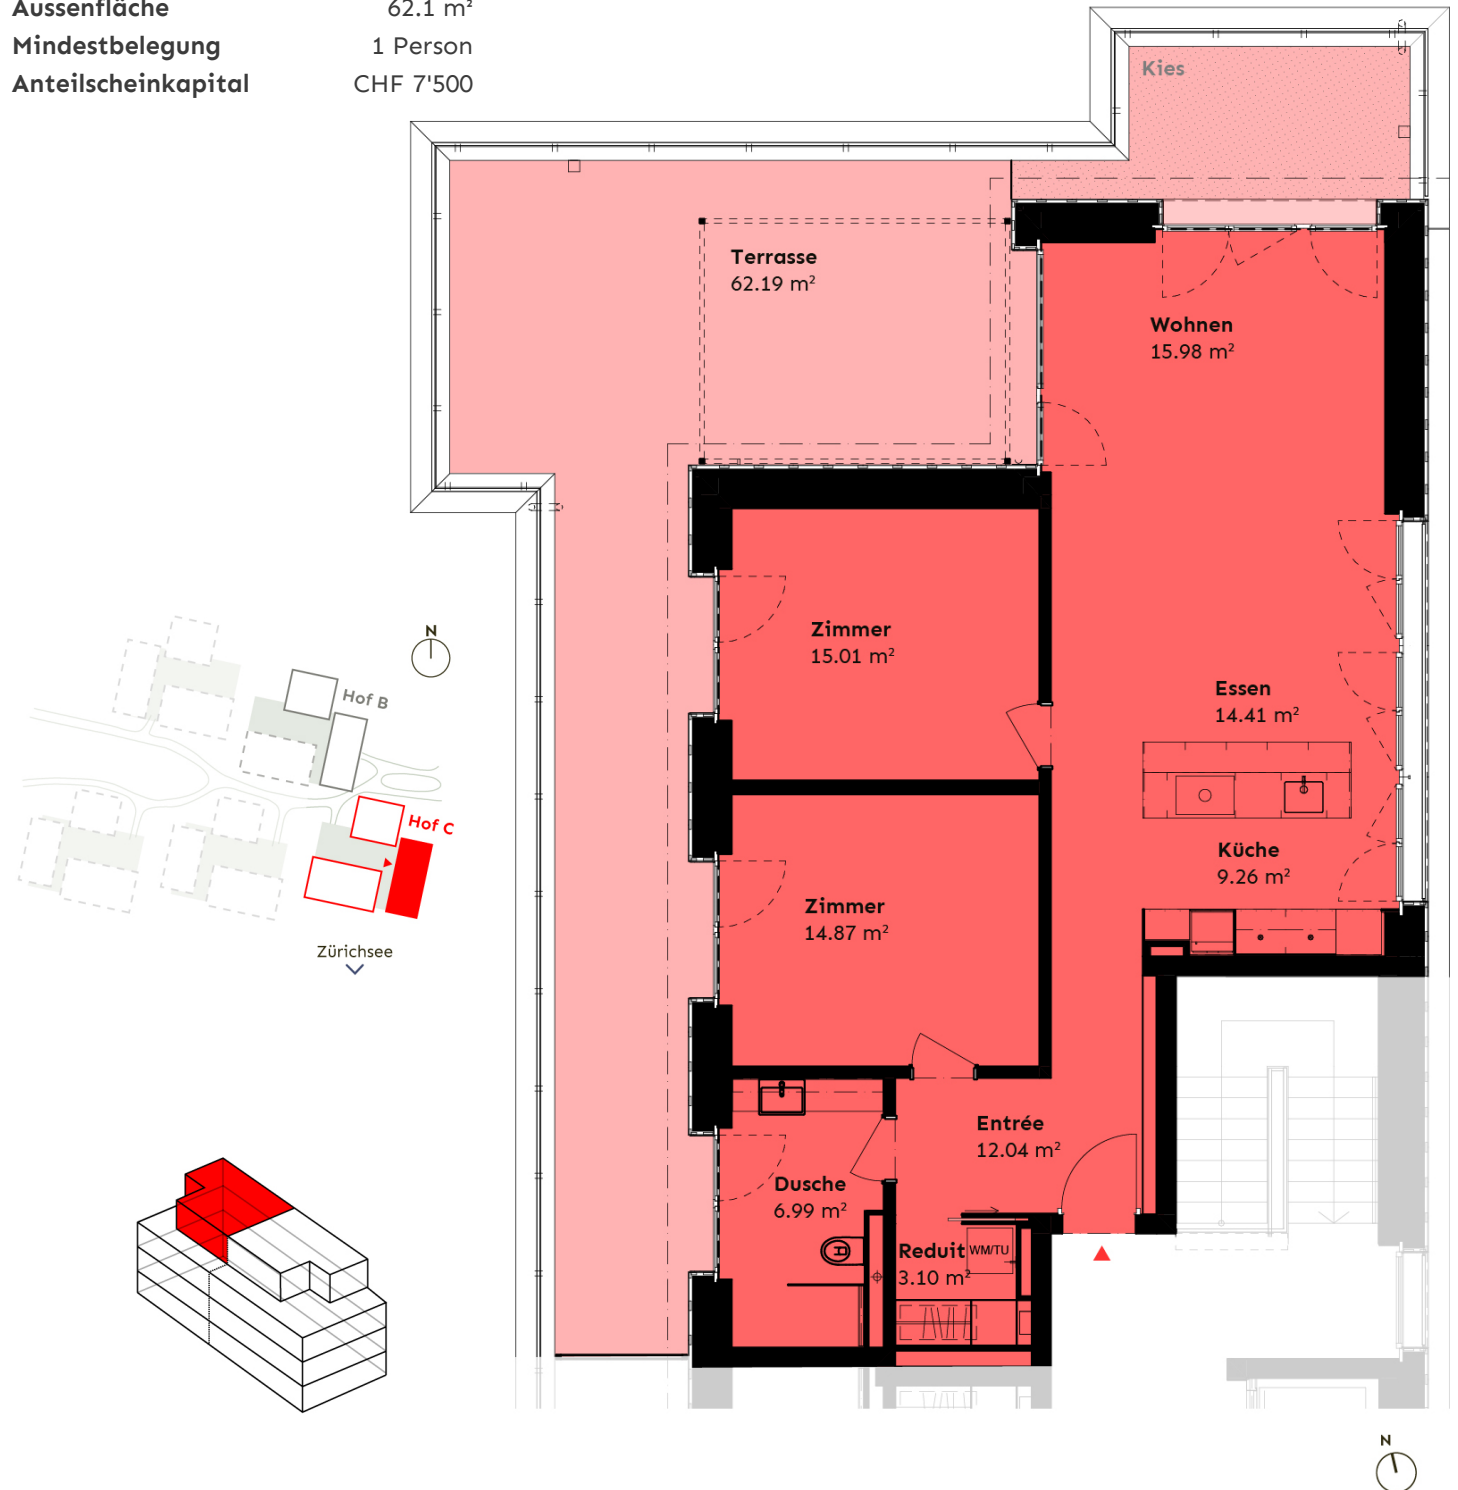 Aussenfläche 62.1 m²
Mindestbelegung 1 Person
Anteilscheinkapital CHF 7'500
Kies
Terrasse
62.19 m²
Wohnen
15.98 m²
Zimmer
15.01 m²
Essen
14.41 m²
Küche
9.26 m²
Zimmer
14.87 m²
Entrée
12.04 m²
Dusche
6.99 m²
Reduit
3.10 m²
WM/TU
N
Hof B
Hof C
Zürichsee
N